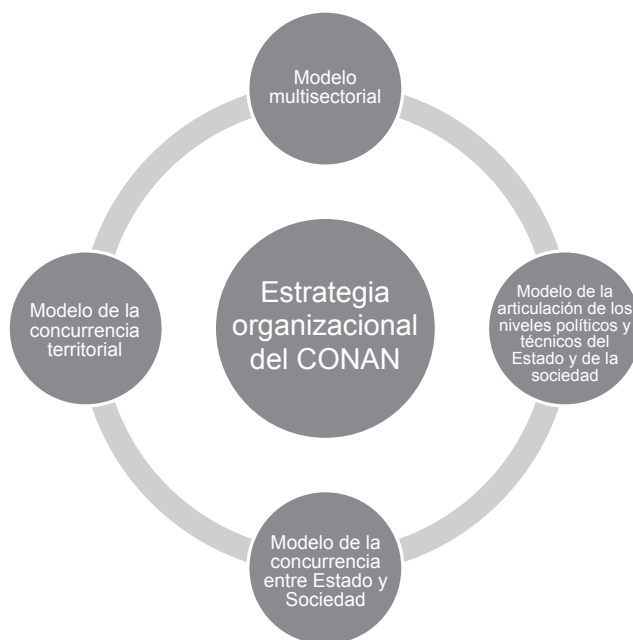 Modelo
multisectorial
Modelo de la
concurrencia
territorial
Estrategia
organizacional
del CONAN
Modelo de la
articulación de los
niveles políticos y
técnicos del
Estado y de la
sociedad
Modelo de la
concurrencia
entre Estado y
Sociedad